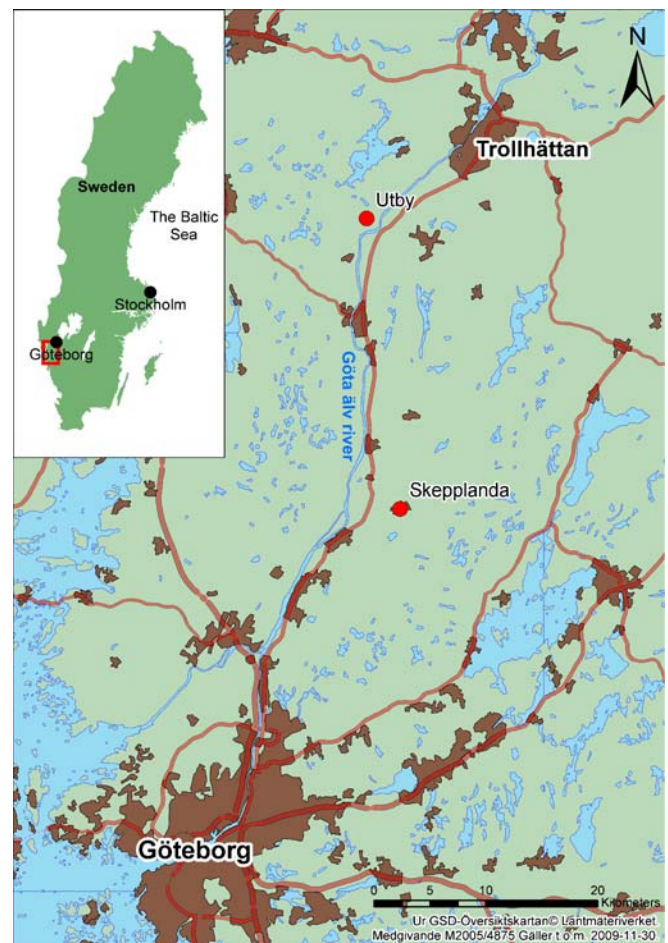 Sweden
The Baltic
Sea
Stockholm
Göteborg
N
Trollhättan
Utby
Göta älv river
Skepplanda
Göteborg
0 5 10 20
Kilometers
Ur GSD-Översiktskartan© Lantmäteriverket
Medgivande M2005/4875 Gäller t o m. 2009-11-30